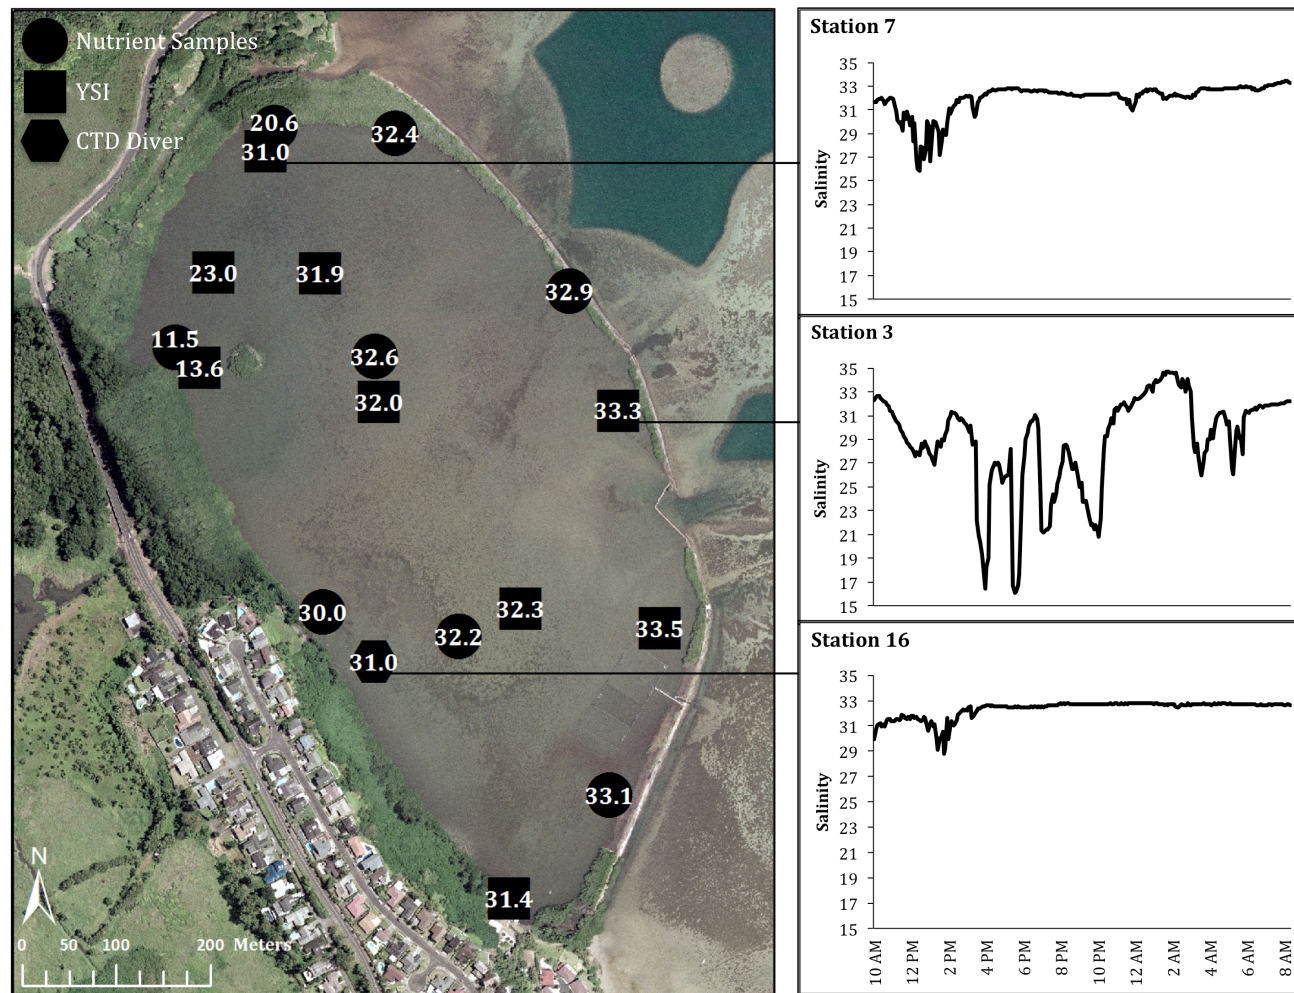 Nutrient Samples
YSI
CTD Diver
20.6
32.4
31.0
23.0
31.9
32.9
11.5
13.6
32.6
32.0
33.3
30.0
32.3
32.2
33.5
31.0
33.1
31.4
N
0 50 100 200 Meters
Station 7
Salinity
35
33
31
29
27
25
23
21
19
17
15
Station 3
Salinity
35
33
31
29
27
25
23
21
19
17
15
Station 16
Salinity
35
33
31
29
27
25
23
21
19
17
15
10 AM
12 PM
2 PM
4 PM
6 PM
8 PM
10 PM
12 AM
2 AM
4 AM
6 AM
8 AM